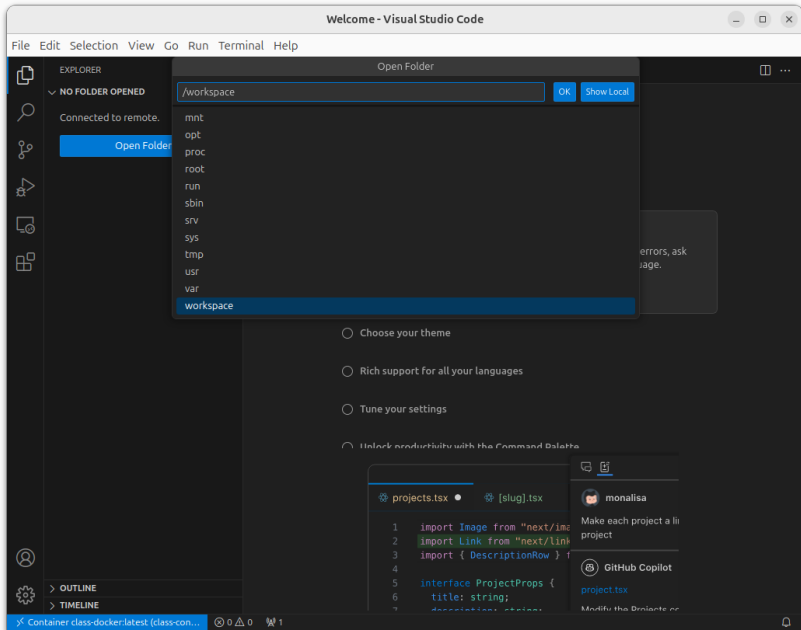 Welcome - Visual Studio Code
File Edit Selection View Go Run Terminal Help
EXPLORER
NO FOLDER OPENED
Connected to remote.
Open Folder
Open Folder
/workspace
OK
Show Local
mnt
opt
proc
root
run
sbin
srv
sys
tmp
usr
var
workspace
errors, ask
Choose your theme
Rich support for all your languages
Tune your settings
Unlock productivity with the Command Palette
projects.tsx
[slug].tsx
1 import Image from "next/ima
2 import Link from "next/link
3 import { DescriptionRow }
4
5 interface ProjectProps {
6 title: string;
7 description: string;
monalisa
Make each project a li
project
GitHub Copilot
project.tsx
Modify the Projects co
OUTLINE
TIMELINE
Container class-docker:latest (class-con...
0 0
1